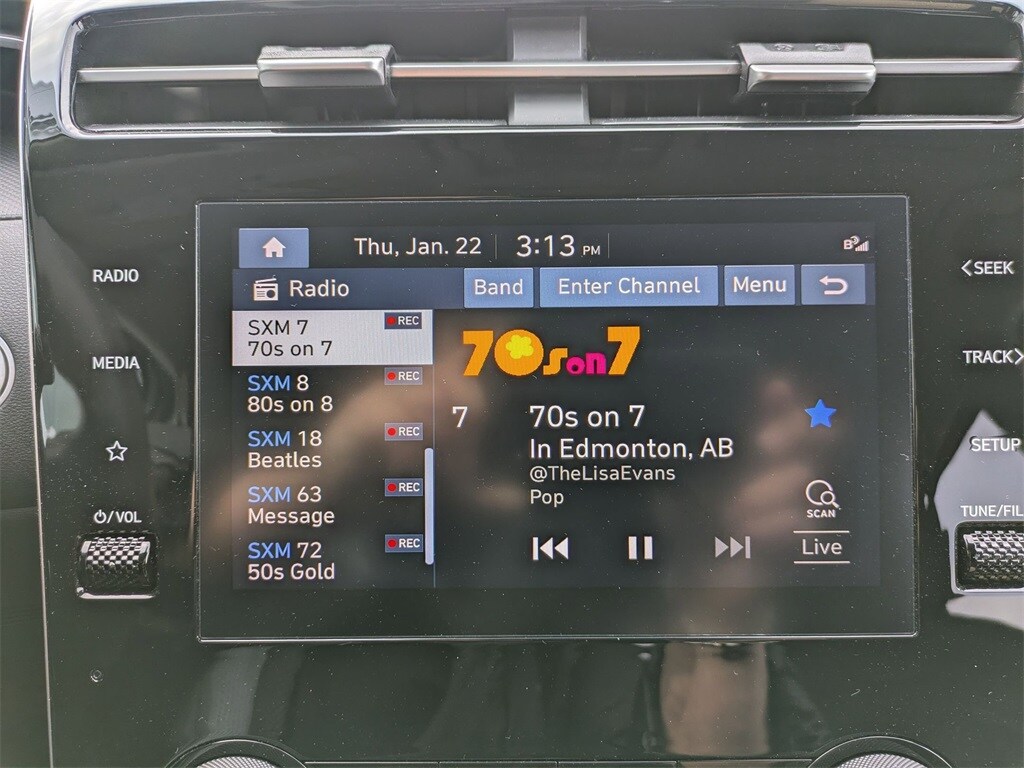 Thu, Jan. 22 3:13 PM
Radio Band Enter Channel Menu
SXM 7 REC
70s on 7
SXM 8 REC
80s on 8
SXM 18 REC
Beatles
SXM 63 REC
Message
SXM 72 REC
50s Gold
70s on 7
7 70s on 7
In Edmonton, AB
@TheLisaEvans
Pop
SCAN
Live
RADIO
MEDIA
VOL
<SEEK
TRACK>
SETUP
TUNE/FIL